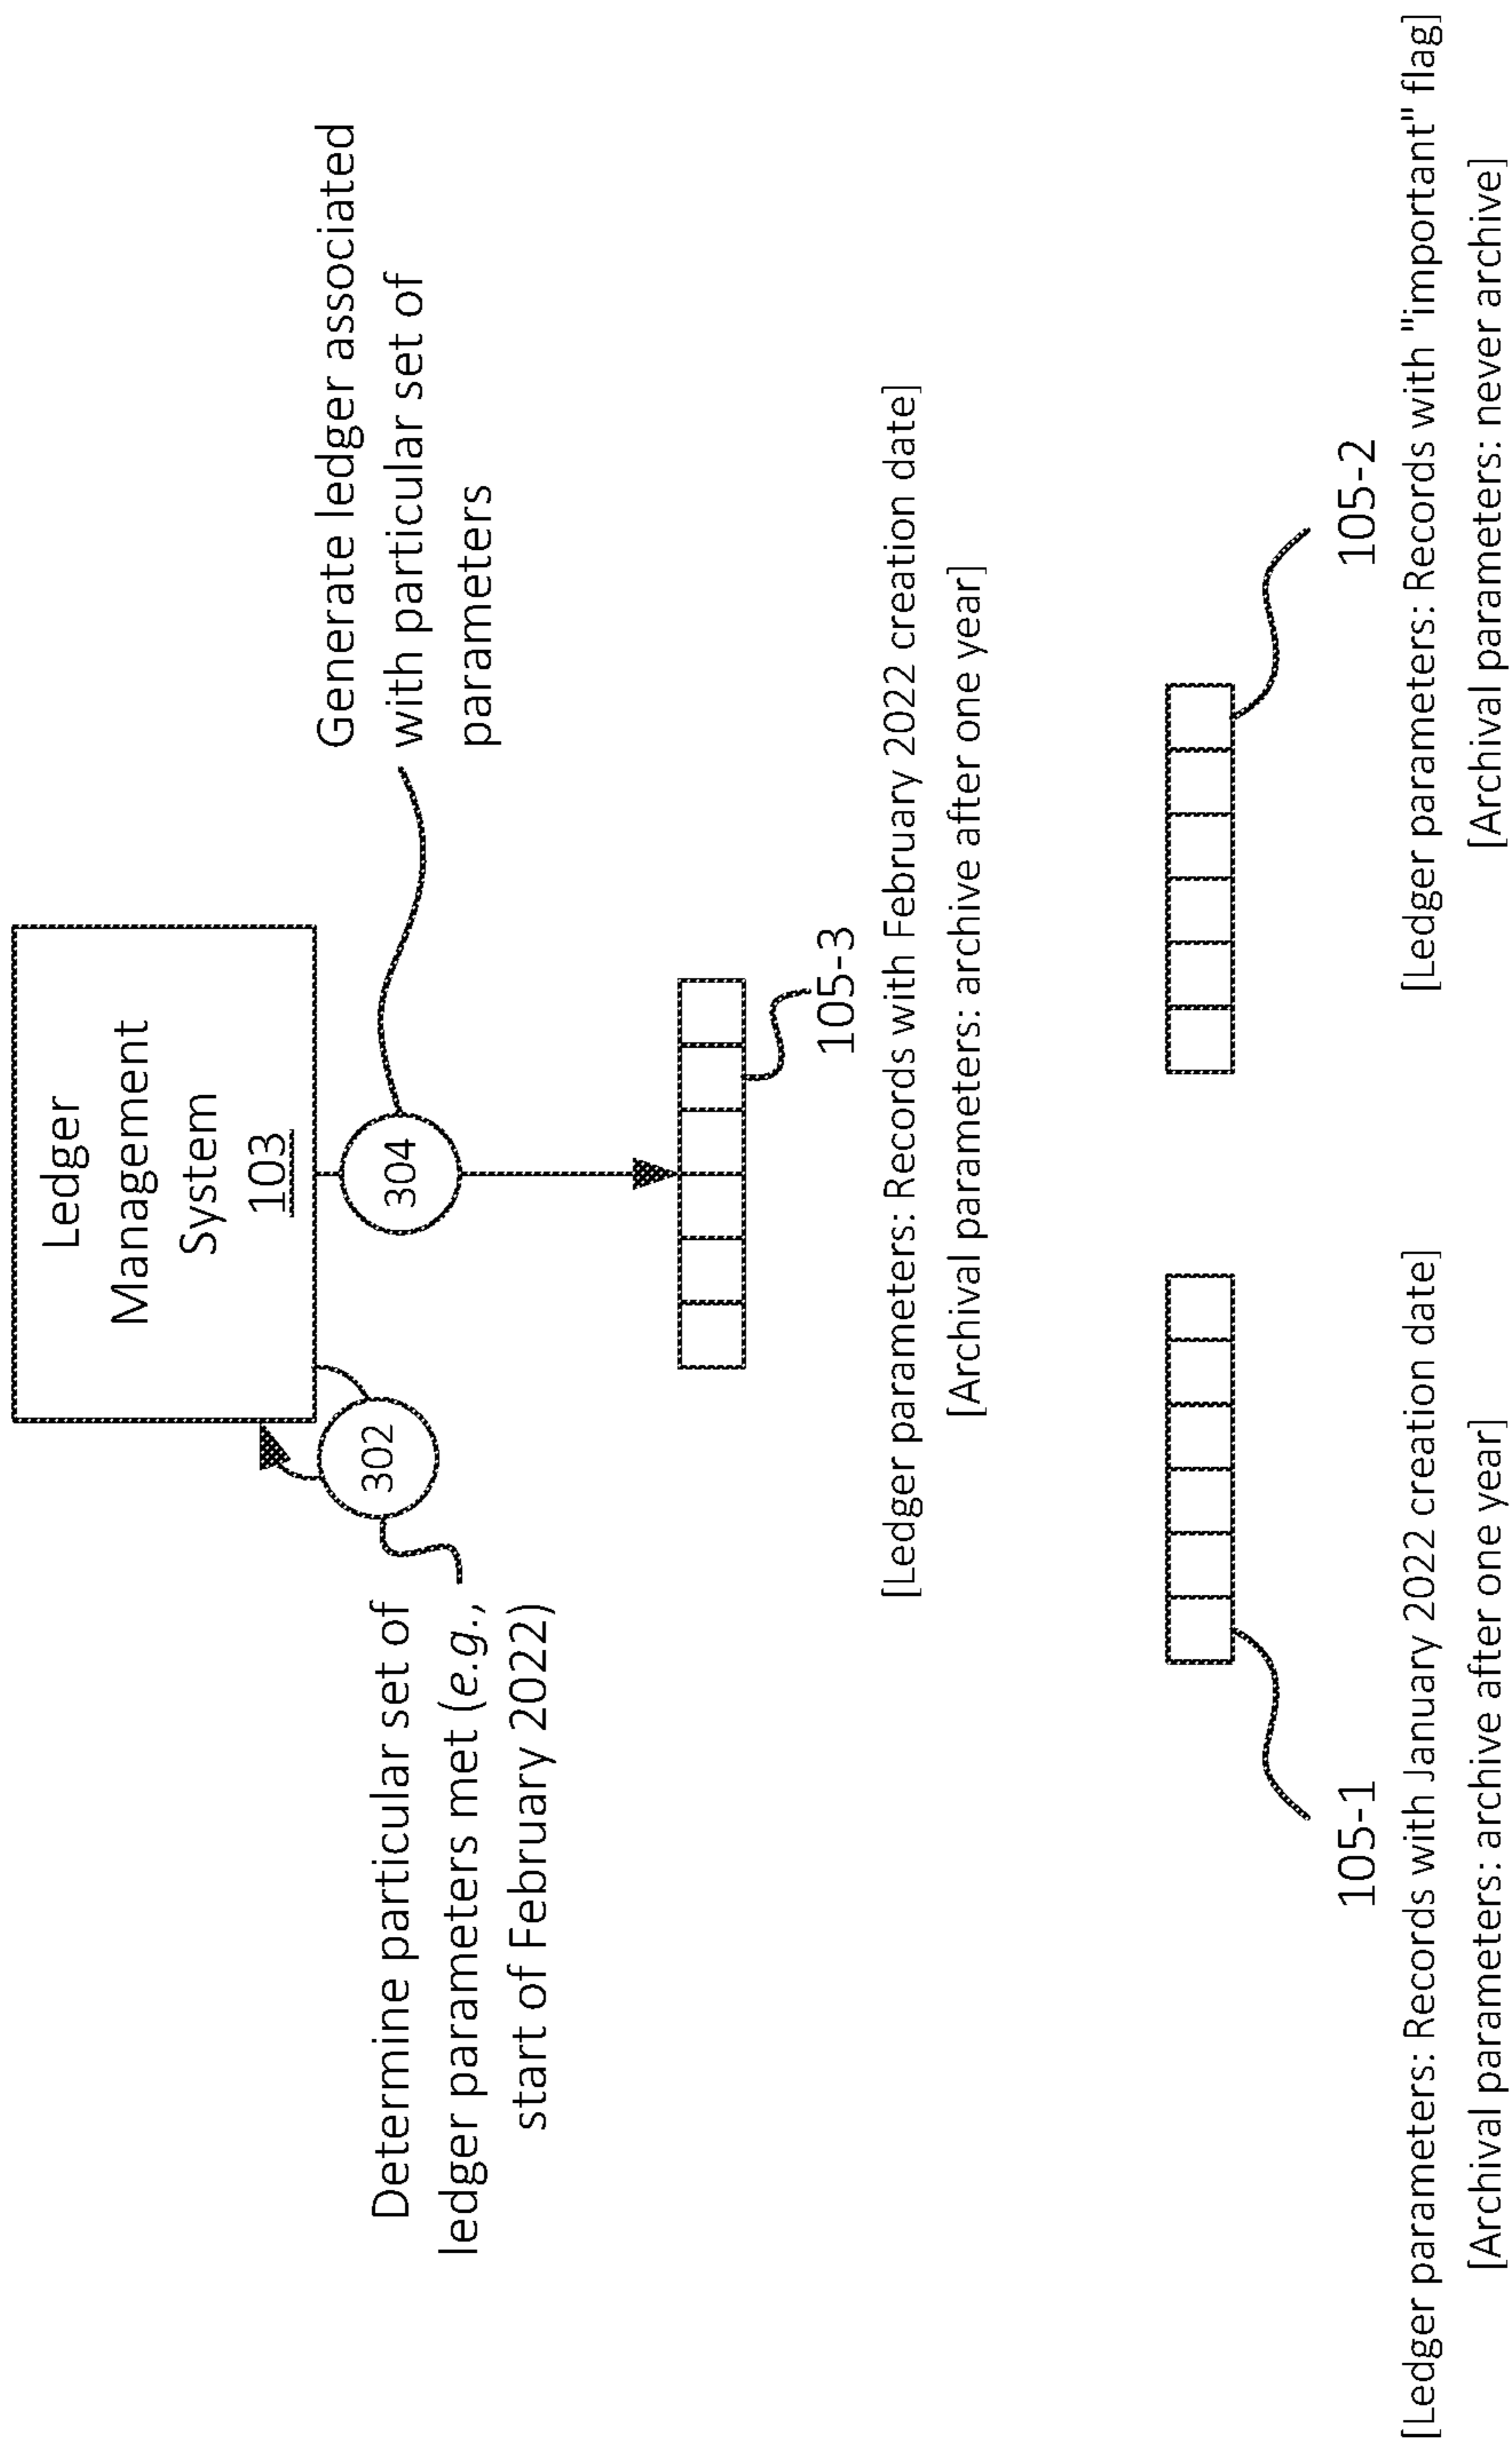 Ledger
Management
System
103
302
304
Determine particular set of
ledger parameters met (e.g.,
start of February 2022)
Generate ledger associated
with particular set of
parameters
105-3
[Ledger parameters: Records with February 2022 creation date]
[Archival parameters: archive after one year]
105-1
[Ledger parameters: Records with January 2022 creation date]
[Archival parameters: archive after one year]
105-2
[Ledger parameters: Records with "important" flag]
[Archival parameters: never archive]